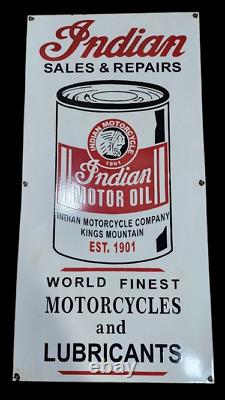 Indian
SALES & REPAIRS
INDIAN MOTORCYCLE
1901
Indian
MOTOR OIL
INDIAN MOTORCYCLE COMPANY
KINGS MOUNTAIN
EST. 1901
WORLD FINEST
MOTORCYCLES
and
LUBRICANTS